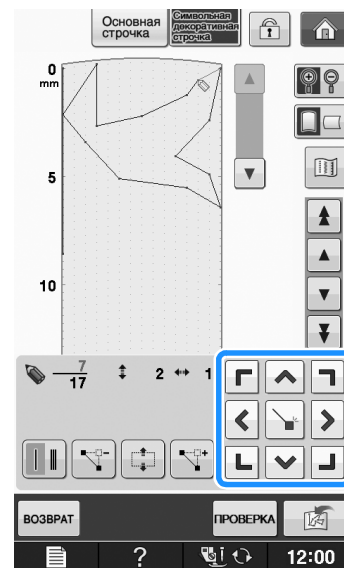 Основная
строчка
Символьная
декоративная
строчка
0
mm
5
10
7
17
2
1
ВОЗВРАТ
ПРОВЕРКА
?
12:00